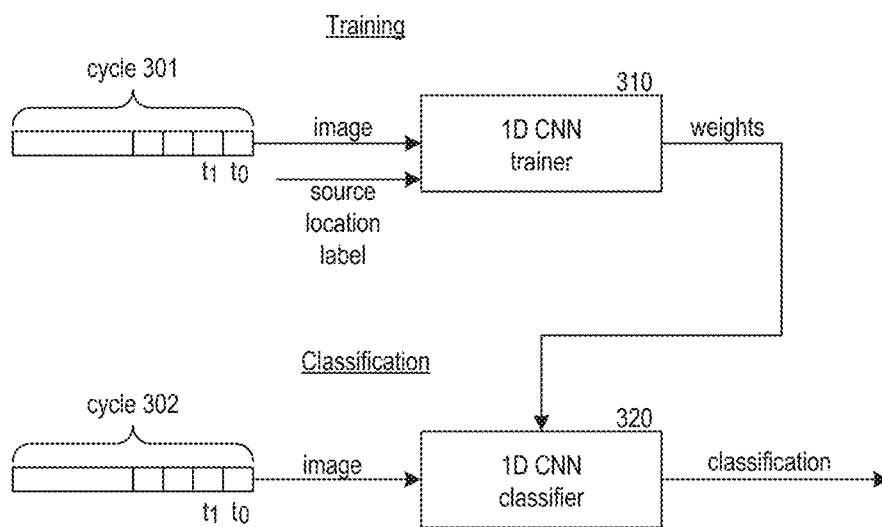 Training
cycle 301
t1 t0
image
source
location
label
310
1D CNN
trainer
weights
Classification
cycle 302
t1 t0
image
320
1D CNN
classifier
classification